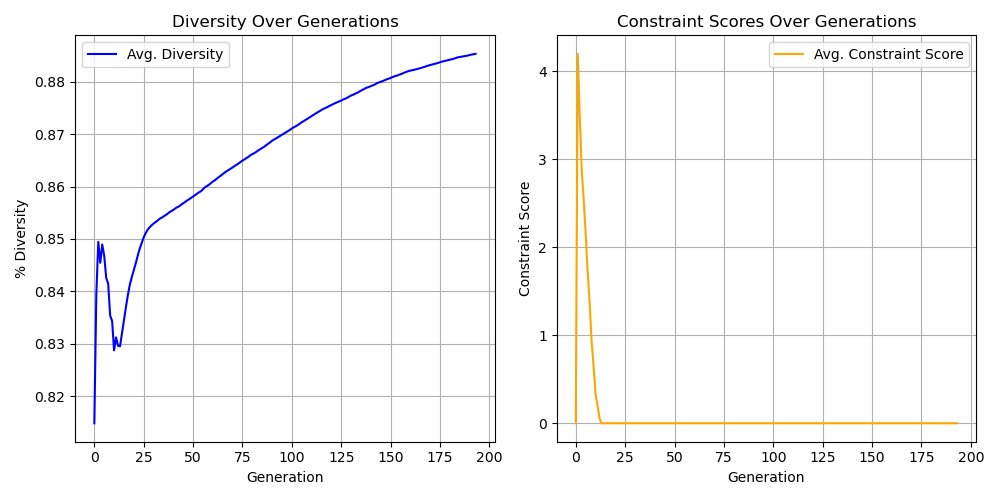 Diversity Over Generations
Avg. Diversity
% Diversity
0.88
0.87
0.86
0.85
0.84
0.83
0.82
0 25 50 75 100 125 150 175 200
Generation
Constraint Scores Over Generations
Avg. Constraint Score
Constraint Score
4
3
2
1
0
0 25 50 75 100 125 150 175 200
Generation